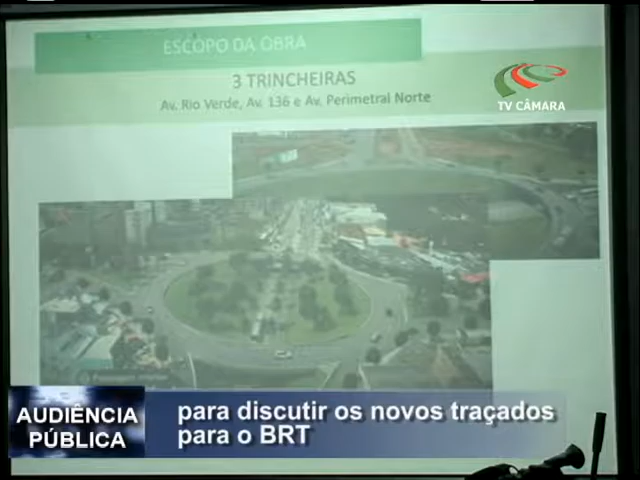 ESCOPO DA OBRA
3 TRINCHEIRAS
Av. Rio Verde, Av. 136 e Av. Perimetral Norte
TV CÂMARA
AUDIÊNCIA
PÚBLICA
para discutir os novos traçados
para o BRT